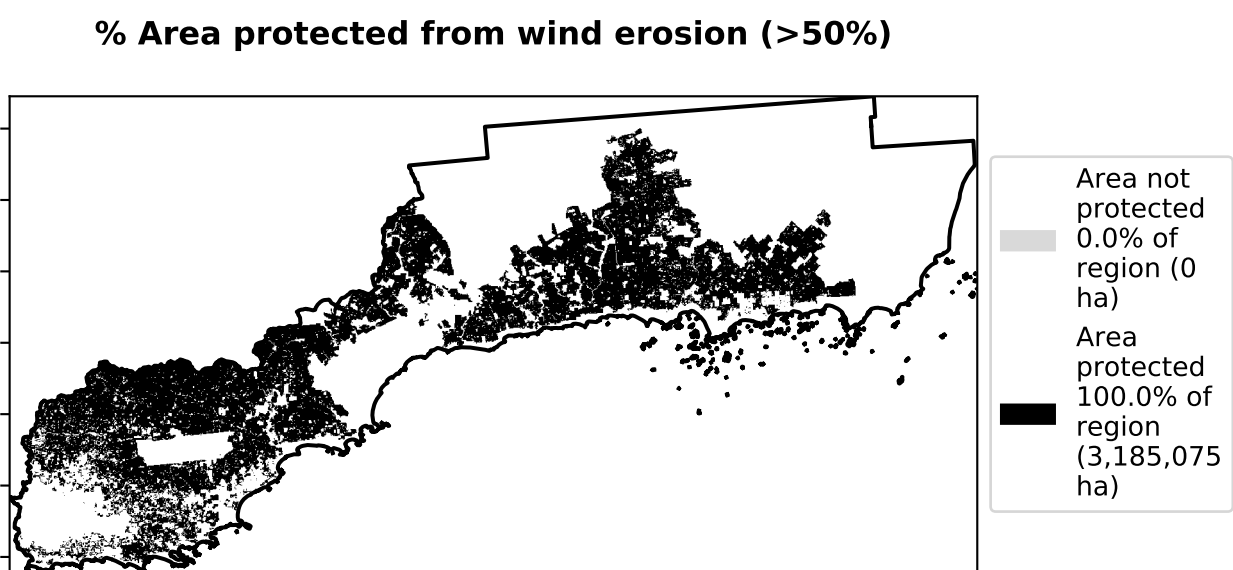 % Area protected from wind erosion (>50%)
Area not
protected
0.0% of
region (0
ha)
Area
protected
100.0% of
region
(3,185,075
ha)